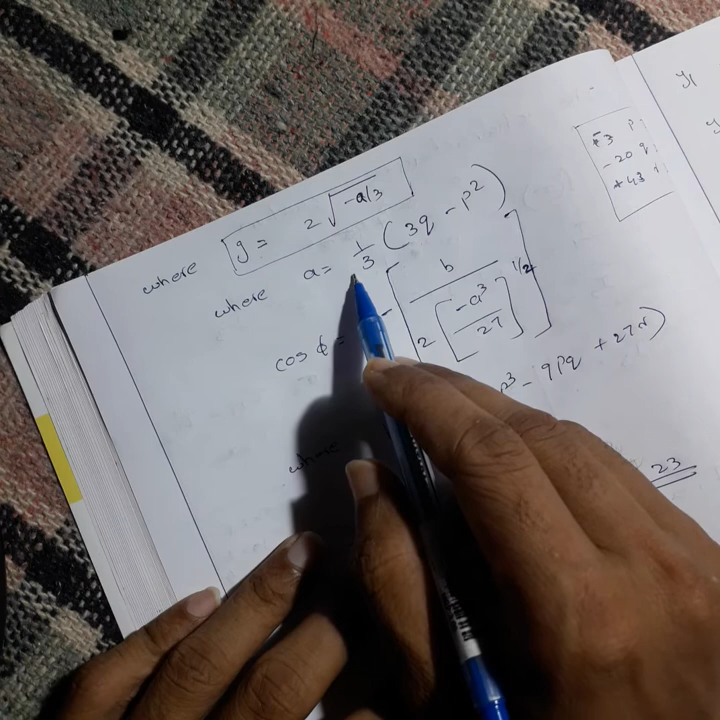 where g = 2√-a/3
where a = 1/3 (3q - p²)
cos φ = - [ b / 2 [ -a³/27 ]^1/2 ]
p³ - 9pq + 27r)
where
23
p
-20 q
+43
y1
y